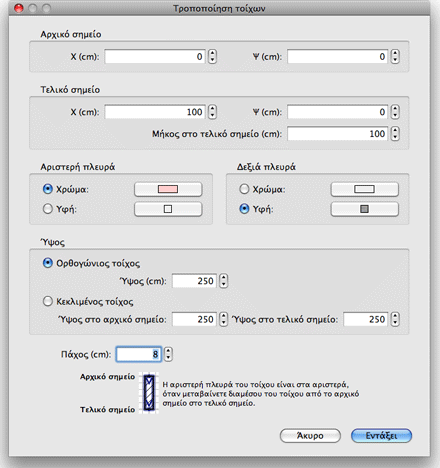 Τροποποίηση τοίχων
Αρχικό σημείο
Χ (cm): 0 Ψ (cm): 0
Τελικό σημείο
Χ (cm): 100 Ψ (cm): 0
Μήκος στο τελικό σημείο (cm): 100
Αριστερή πλευρά Δεξιά πλευρά
Χρώμα: Χρώμα:
Υφή: Υφή:
Ύψος
Ορθογώνιος τοίχος
Ύψος (cm): 250
Κεκλιμένος τοίχος
Ύψος στο αρχικό σημείο: 250 Ύψος στο τελικό σημείο: 250
Πάχος (cm): 8
Αρχικό σημείο
Η αριστερή πλευρά του τοίχου είναι στα αριστερά,
όταν μεταβαίνετε διαμέσου του τοίχου από το αρχικό
σημείο στο τελικό σημείο.
Τελικό σημείο
Άκυρο Εντάξει